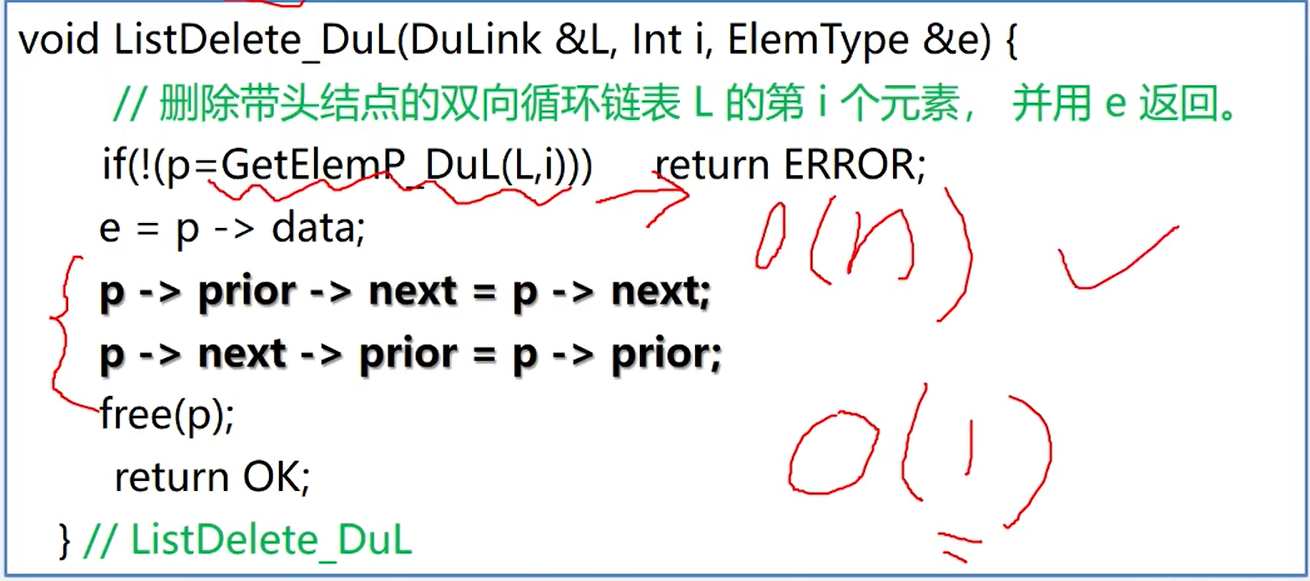 void ListDelete_DuL(DuLink &L, Int i, ElemType &e) {
// 删除带头结点的双向循环链表 L 的第 i 个元素， 并用 e 返回。
if(!(p=GetElemP_DuL(L,i))) return ERROR;
e = p -> data;
O(n)
p -> prior -> next = p -> next;
p -> next -> prior = p -> prior;
free(p);
O(1)
return OK;
} // ListDelete_DuL